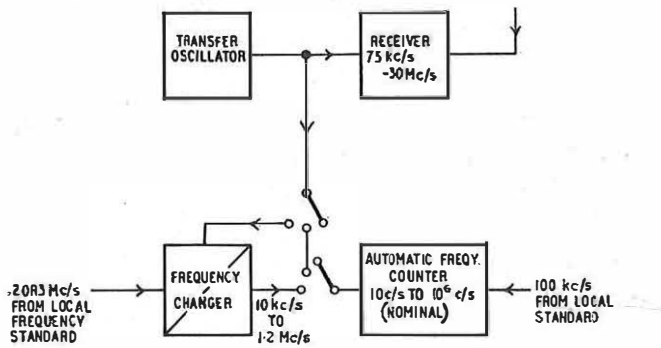 TRANSFER
OSCILLATOR
RECEIVER
75 kc/s
-30 Mc/s
FREQUENCY
CHANGER
10 kc/s
TO
1·2 Mc/s
AUTOMATIC FREQY.
COUNTER
10 c/s TO 10⁶ c/s
(NOMINAL)
Mc/s
FROM LOCAL
FREQUENCY
STANDARD
100 kc/s
FROM LOCAL
STANDARD